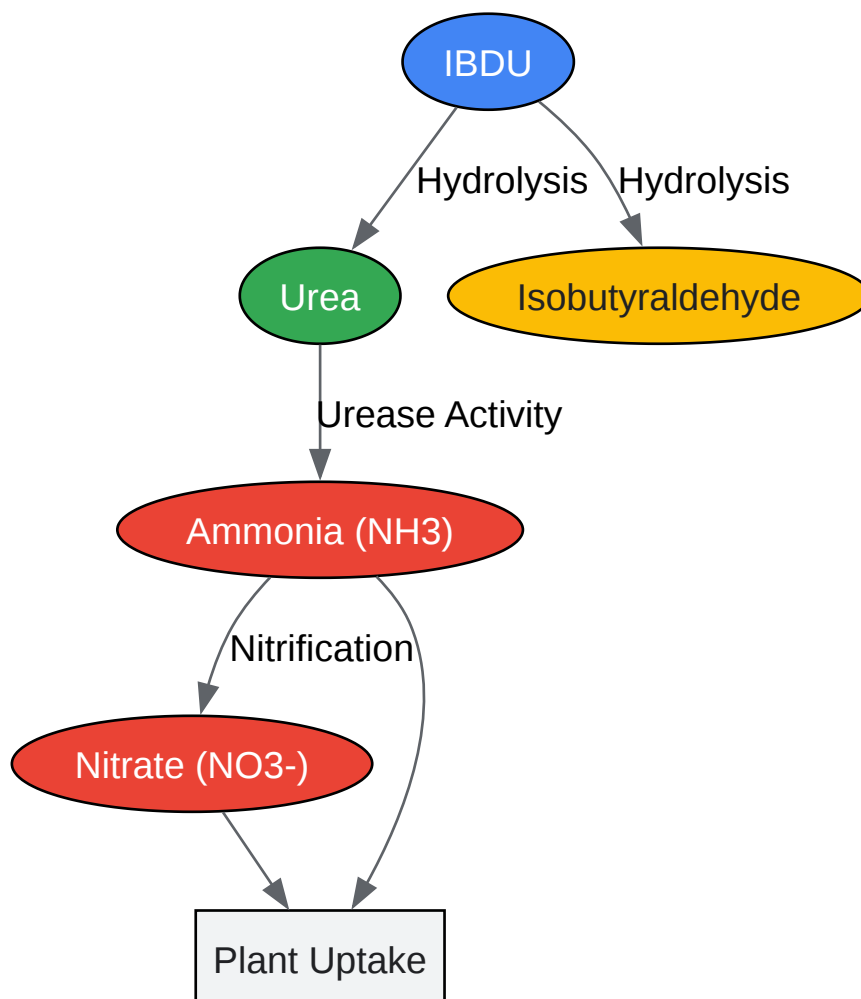 IBDU
Hydrolysis
Hydrolysis
Urea
Isobutyraldehyde
Urease Activity
Ammonia (NH3)
Nitrification
Nitrate (NO3-)
Plant Uptake